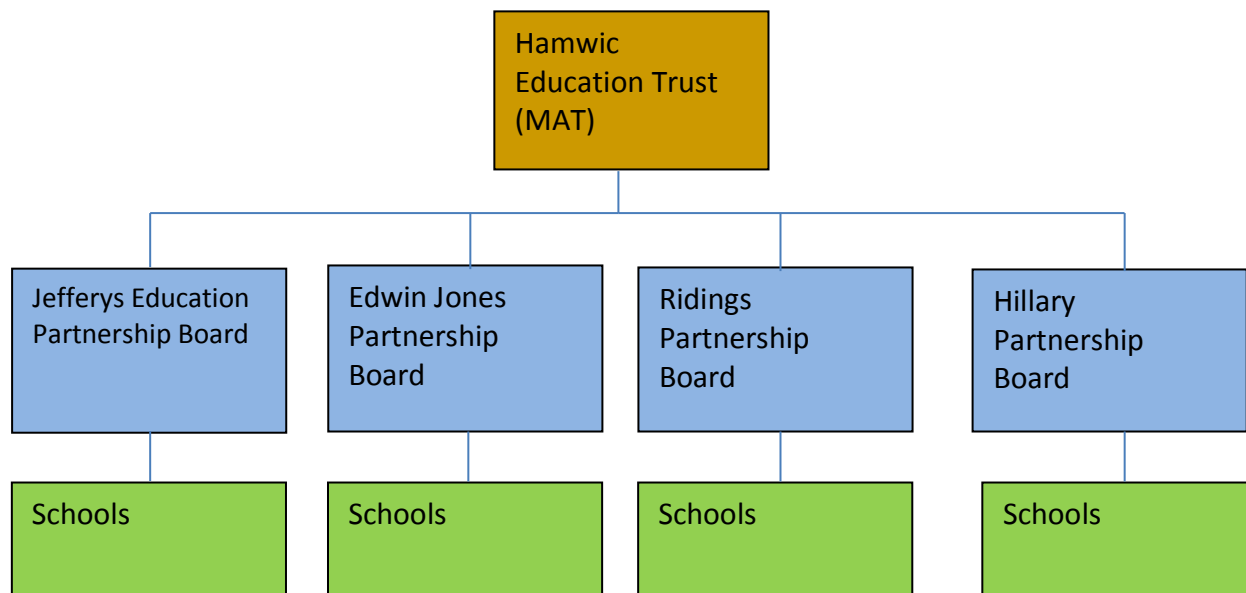 Hamwic
Education Trust
(MAT)
Jefferys Education
Partnership Board
Edwin Jones
Partnership
Board
Ridings
Partnership
Board
Hillary
Partnership
Board
Schools
Schools
Schools
Schools